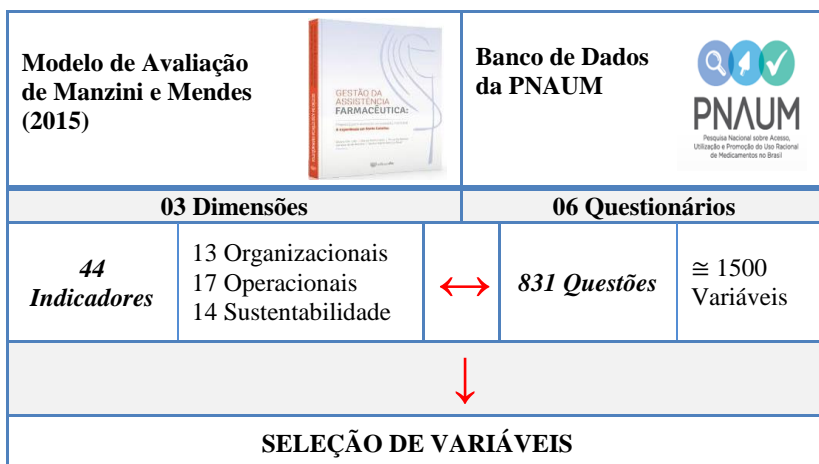 Modelo de Avaliação
de Manzini e Mendes
(2015)
GESTÃO DA
ASSISTÊNCIA
FARMACÊUTICA:
Banco de Dados
da PNAUM
PNAUM
Pesquisa Nacional sobre Acesso,
Utilização e Promoção do Uso Racional
de Medicamentos no Brasil
03 Dimensões
06 Questionários
44
Indicadores
13 Organizacionais
17 Operacionais
14 Sustentabilidade
↔
831 Questões
≅ 1500
Variáveis
↓
SELEÇÃO DE VARIÁVEIS